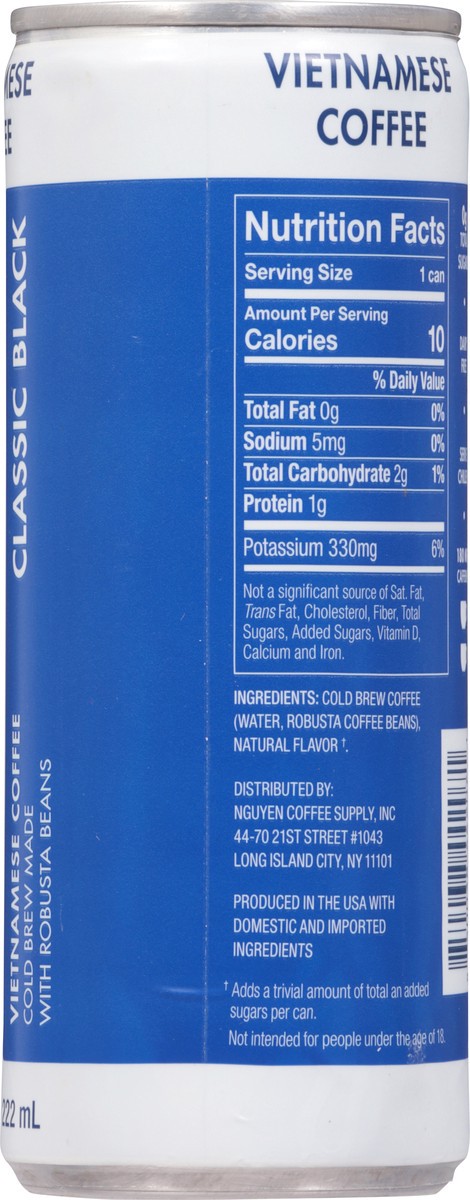 VIETNAMESE
COFFEE
CLASSIC BLACK
VIETNAMESE COFFEE
COLD BREW MADE
WITH ROBUSTA BEANS
222 mL
Nutrition Facts
Serving Size 1 can
Amount Per Serving
Calories 10
% Daily Value
Total Fat 0g 0%
Sodium 5mg 0%
Total Carbohydrate 2g 1%
Protein 1g
Potassium 330mg 6%
Not a significant source of Sat. Fat,
Trans Fat, Cholesterol, Fiber, Total
Sugars, Added Sugars, Vitamin D,
Calcium and Iron.
INGREDIENTS: COLD BREW COFFEE
(WATER, ROBUSTA COFFEE BEANS),
NATURAL FLAVOR †.
DISTRIBUTED BY:
NGUYEN COFFEE SUPPLY, INC
44-70 21ST STREET #1043
LONG ISLAND CITY, NY 11101
PRODUCED IN THE USA WITH
DOMESTIC AND IMPORTED
INGREDIENTS
† Adds a trivial amount of total an added
sugars per can.
Not intended for people under the age of 18.